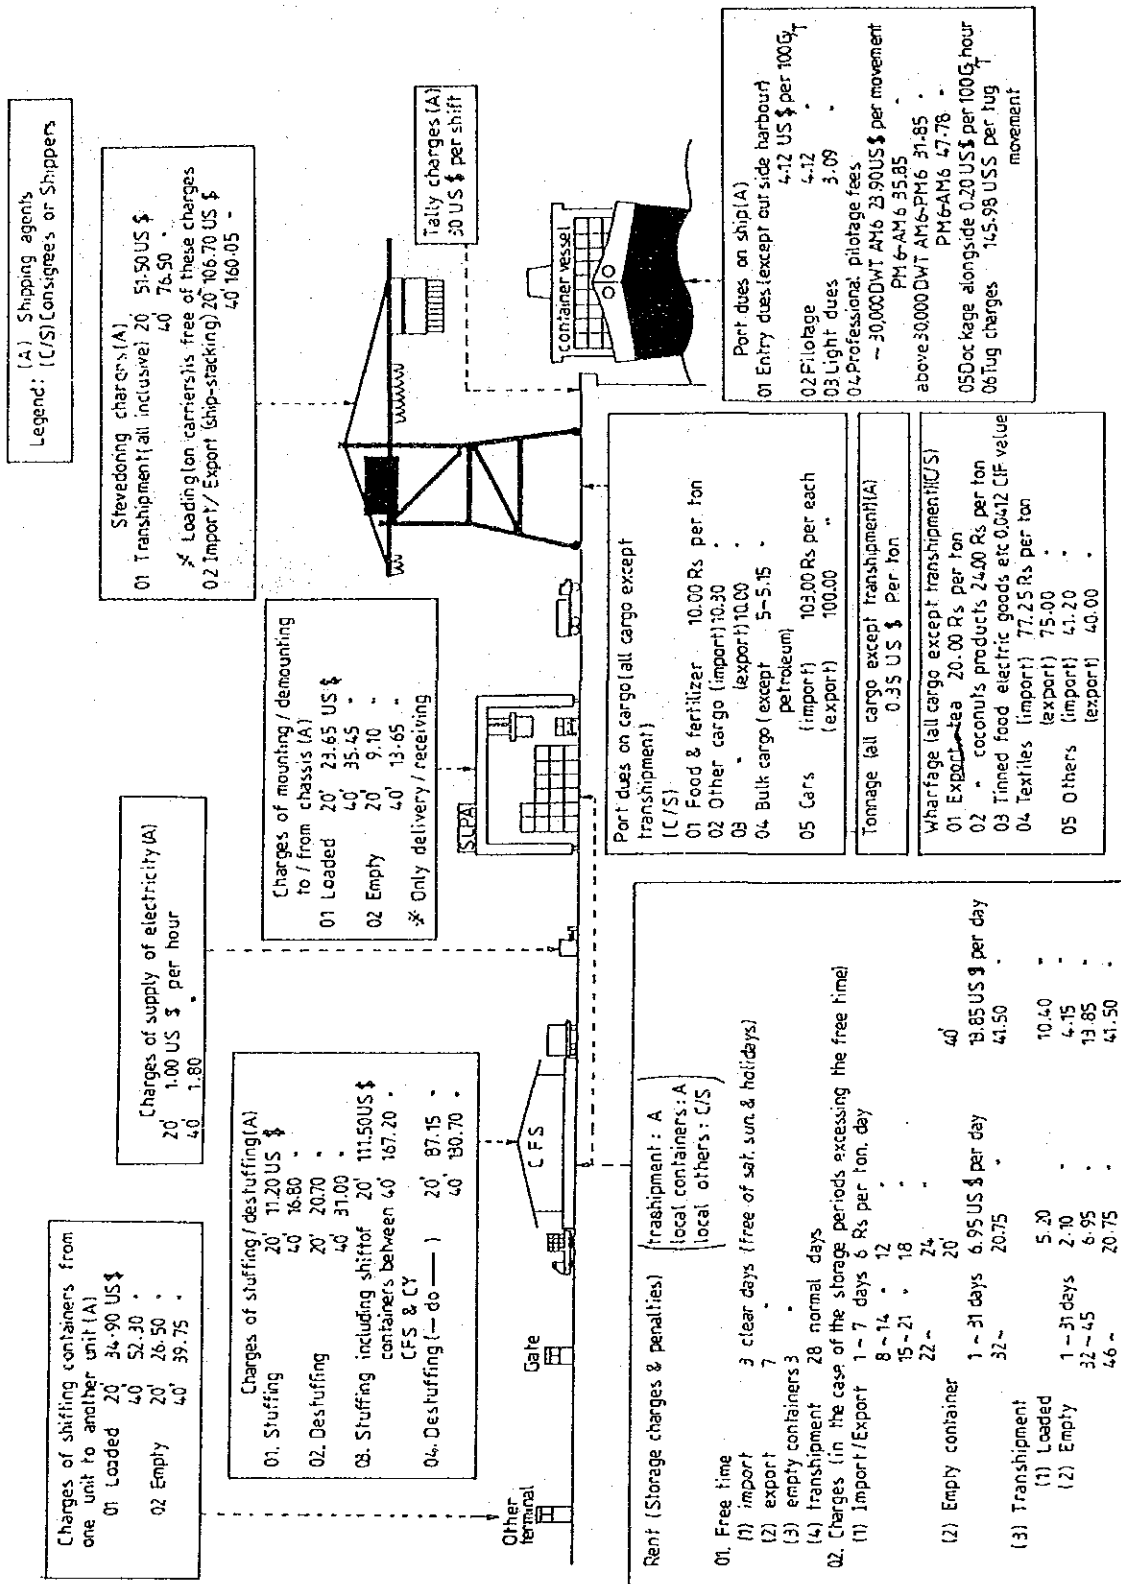 Legend: (A) Shipping agents
(C/S) Consignees or Shippers
Charges of shifting containers from
one unit to another unit (A)
01 Loaded 20' 34.90 US $
40' 52.30 "
02 Empty 20' 26.50 "
40' 39.75 "
Charges of supply of electricity (A)
20' 1.00 US $ per hour
40' 1.80 "
Stevedoring charges (A)
01 Transhipment (all inclusive) 20' 51.50 US $
40' 76.50 "
※ Loading (on carriers) is free of these charges
02 Import / Export (ship-stacking) 20' 106.70 US $
40' 160.05 "
Charges of mounting / demounting
to / from chassis (A)
01 Loaded 20' 23.65 US $
40' 35.45 "
02 Empty 20' 9.10 "
40' 13.65 "
※ Only delivery / receiving
Tally charges (A)
30 US $ per shift
Charges of stuffing / destuffing (A)
01. Stuffing 20' 11.20 US $
40' 16.80 "
02. Destuffing 20' 20.70 "
40' 31.00 "
03. Stuffing including shift of 20' 111.50 US $
containers between 40' 167.20 "
CFS & CY
04. Destuffing (— do —) 20' 87.15 "
40' 130.70 "
Other
terminal
Gate
CFS
SLPA
Container vessel
Port dues on ship (A)
01 Entry dues (except out side harbour)
4.12 US $ per 100 G/T
02 Pilotage 4.12 "
03 Light dues 3.09 "
04 Professional pilotage fees
~30,000 DWT AM6 23.90 US $ per movement
PM6-AM6 35.85
above 30,000 DWT AM6-PM6 31.85 "
PM6-AM6 47.78 "
05 Dockage alongside 0.20 US $ per 100 G/T hour
06 Tug charges 145.98 US$ per tug
movement
Port dues on cargo (all cargo except
transhipment)
(C/S)
01 Food & fertilizer 10.00 Rs per ton
02 Other cargo (import) 10.30 "
03 " (export) 10.00 "
04 Bulk cargo (except 5-5.15 "
petroleum)
05 Cars (import) 103.00 Rs per each
(export) 100.00 "
Tonnage (all cargo except transhipment) (A)
0.35 US $ Per ton
Wharfage (all cargo except transhipment) (C/S)
01 Export tea 20.00 Rs per ton
02 " coconuts products 24.00 Rs per ton
03 Tinned food electric goods etc 0.0412 CIF value
04 Textiles (import) 77.25 Rs per ton
(export) 75.00 "
05 Others (import) 41.20 "
(export) 40.00 "
Rent (Storage charges & penalties)
(trashipment : A
local containers : A
local others : C/S)
01. Free time
(1) import 3 clear days (free of sat. sun. & holidays)
(2) export 7 "
(3) empty containers 3 "
(4) transhipment 28 normal days
02. Charges (in the case of the storage periods excessing the free time)
(1) Import / Export 1 ~ 7 days 6 Rs per ton. day
8 ~ 14 " 12 "
15 ~ 21 " 18 "
22 ~ 24 "
(2) Empty container 20' 40'
1 ~ 31 days 6.95 US $ per day 13.85 US $ per day
32 ~ 20.75 " 41.50 "
(3) Transhipment
(1) Loaded 5.20 " 10.40 "
(2) Empty 1 ~ 31 days 2.10 " 4.15 "
32 ~ 45 6.95 " 13.85 "
46 ~ 20.75 " 41.50 "